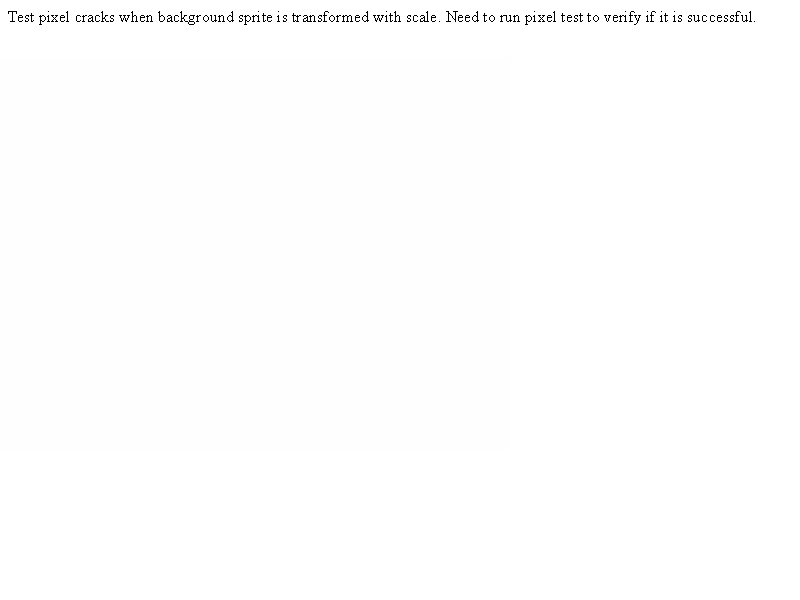 Test pixel cracks when background sprite is transformed with scale. Need to run pixel test to verify if it is successful.